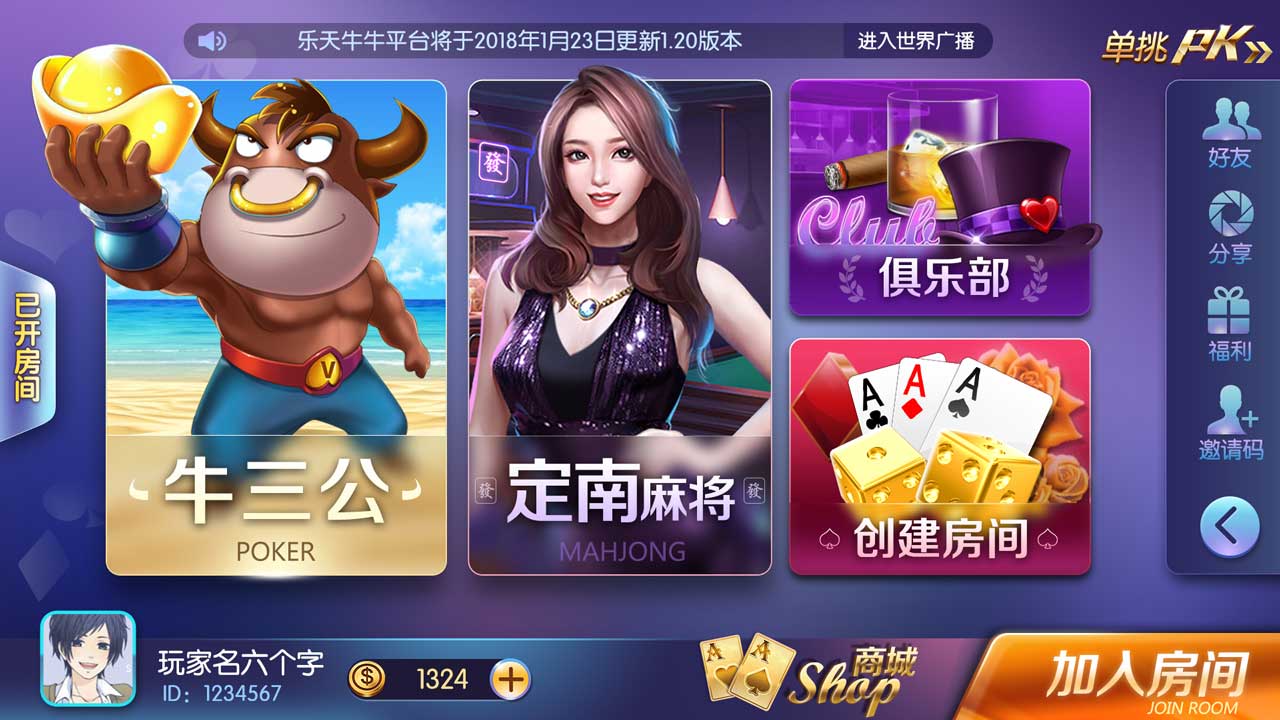 乐天牛牛平台将于2018年1月23日更新1.20版本
进入世界广播
单挑 PK
已开房间
牛三公
POKER
發
發 定南麻将 發
MAHJONG
Club
俱乐部
A A A
创建房间
好友
分享
福利
邀请码
V
玩家名六个字
ID：1234567
$ 1324 +
A A
商城
Shop
加入房间
JOIN ROOM